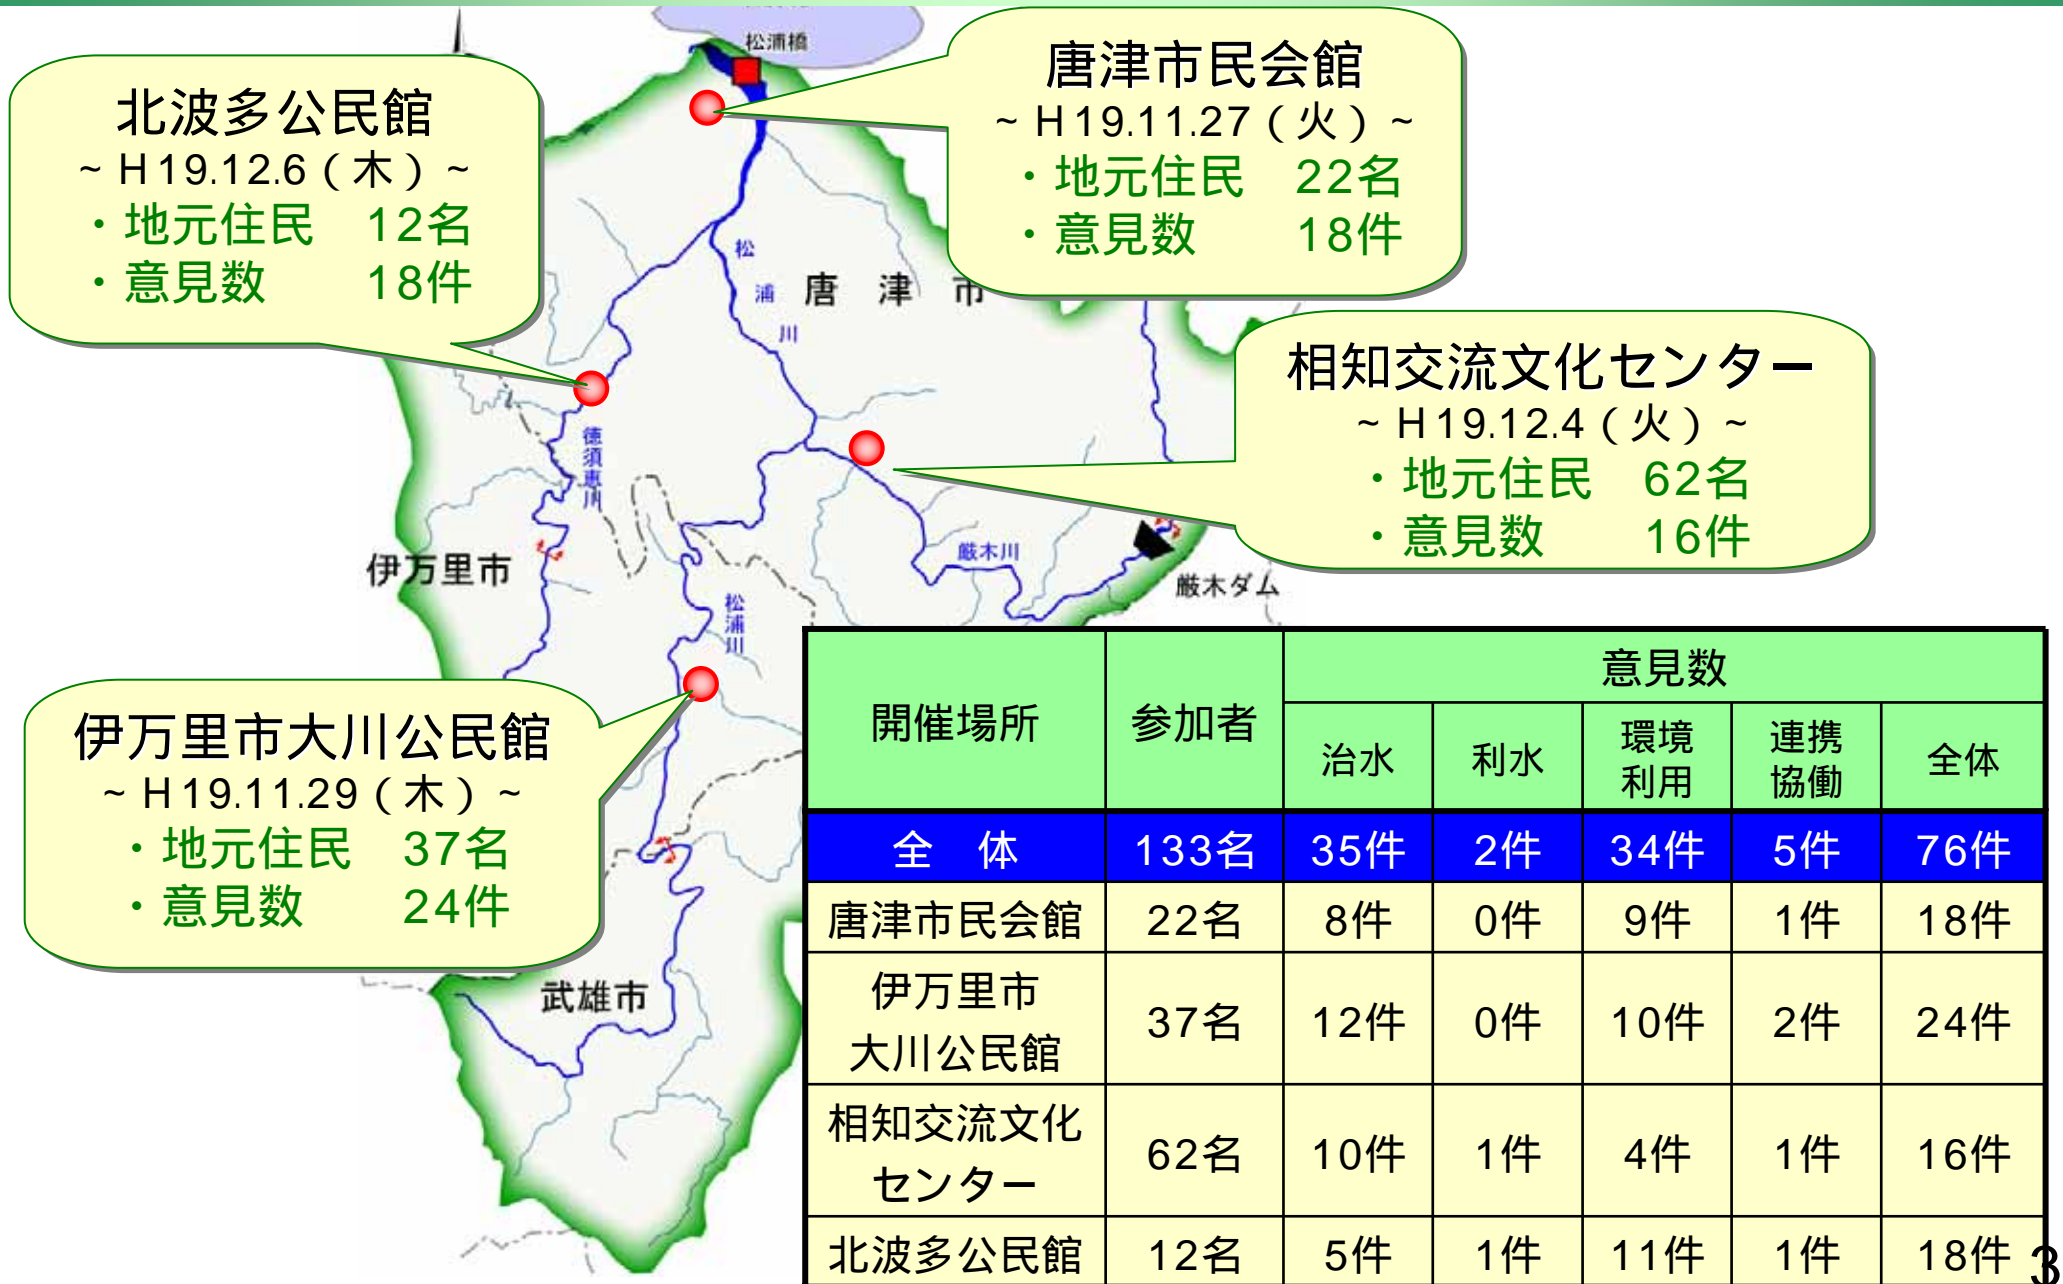 松浦橋
唐津市民会館
~ H19.11.27（火）~
・地元住民　22名
・意見数　18件
北波多公民館
~ H19.12.6（木）~
・地元住民　12名
・意見数　18件
松浦川
唐津市
相知交流文化センター
~ H19.12.4（火）~
・地元住民　62名
・意見数　16件
徳須恵川
伊万里市
厳木川
厳木ダム
松浦川
伊万里市大川公民館
~ H19.11.29（木）~
・地元住民　37名
・意見数　24件
武雄市
開催場所　参加者　意見数
治水　利水　環境利用　連携協働　全体
全　体　133名　35件　2件　34件　5件　76件
唐津市民会館　22名　8件　0件　9件　1件　18件
伊万里市
大川公民館　37名　12件　0件　10件　2件　24件
相知交流文化
センター　62名　10件　1件　4件　1件　16件
北波多公民館　12名　5件　1件　11件　1件　18件
3